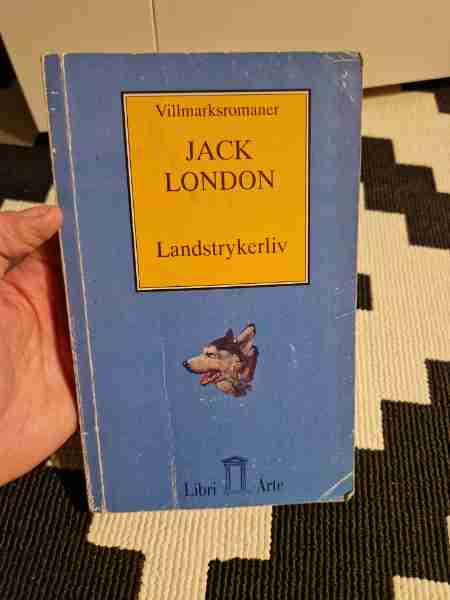 Villmarksromaner
JACK
LONDON
Landstrykerliv
Libri Arte